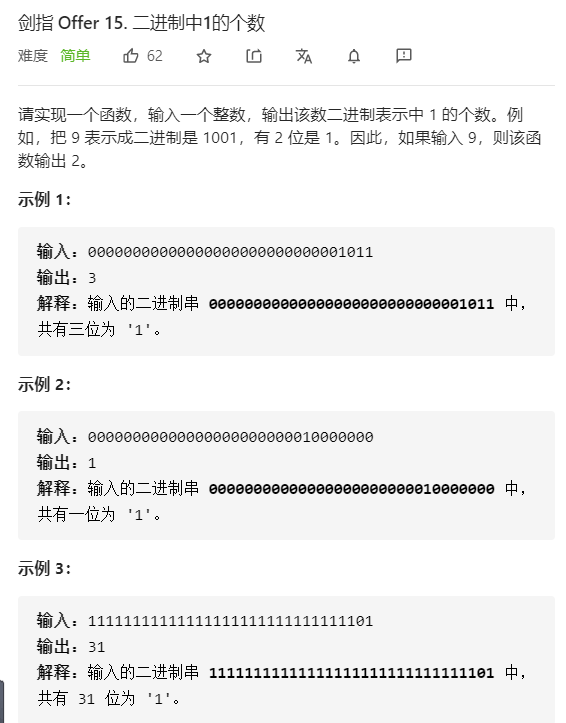 剑指 Offer 15. 二进制中1的个数
难度 简单 62
请实现一个函数，输入一个整数，输出该数二进制表示中 1 的个数。例
如，把 9 表示成二进制是 1001，有 2 位是 1。因此，如果输入 9，则该函
数输出 2。
示例 1：
输入：00000000000000000000000000001011
输出：3
解释：输入的二进制串 00000000000000000000000000001011 中，
共有三位为 '1'。
示例 2：
输入：00000000000000000000000010000000
输出：1
解释：输入的二进制串 00000000000000000000000010000000 中，
共有一位为 '1'。
示例 3：
输入：11111111111111111111111111111101
输出：31
解释：输入的二进制串 11111111111111111111111111111101 中，
共有 31 位为 '1'。